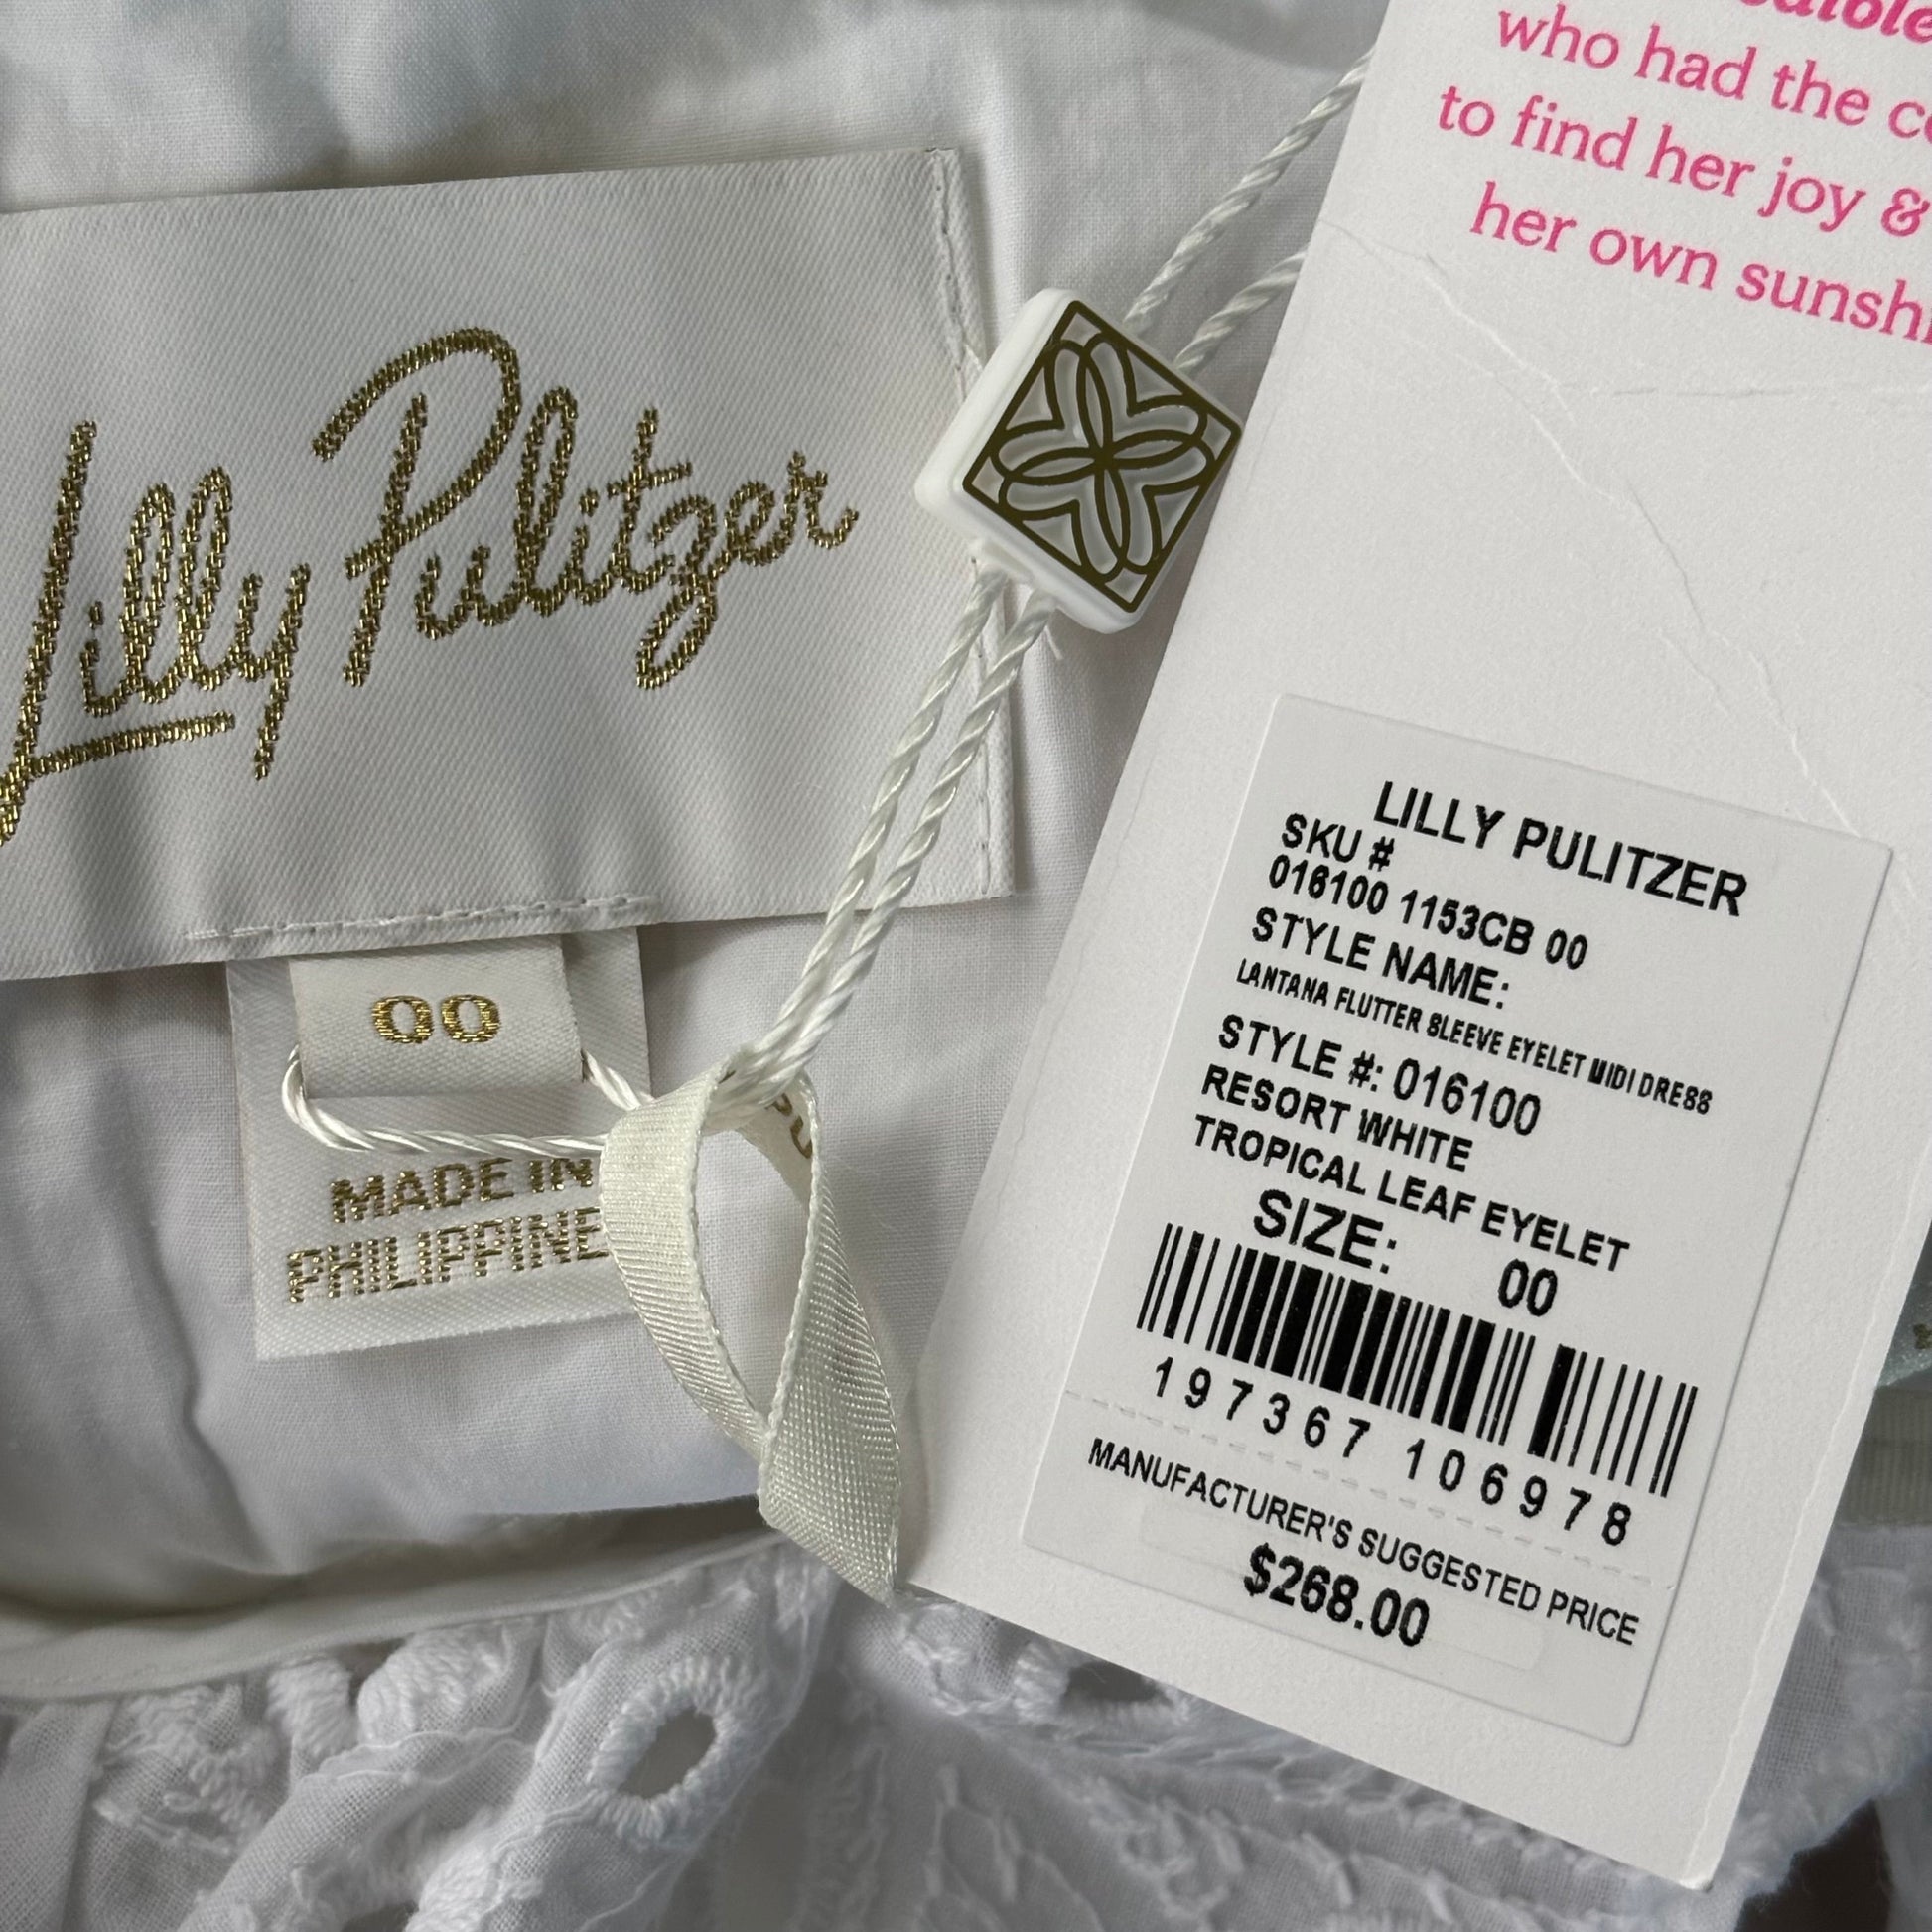 Lilly Pulitzer
00
MADE IN
PHILIPPINE
who had the
to find her joy &
her own
LILLY PULITZER
SKU #
016100 1153CB 00
STYLE NAME:
LANTANA FLUTTER SLEEVE EYELET MIDI DRESS
STYLE #: 016100
RESORT WHITE
TROPICAL LEAF EYELET
SIZE: 00
197367 106978
MANUFACTURER'S SUGGESTED PRICE
$268.00